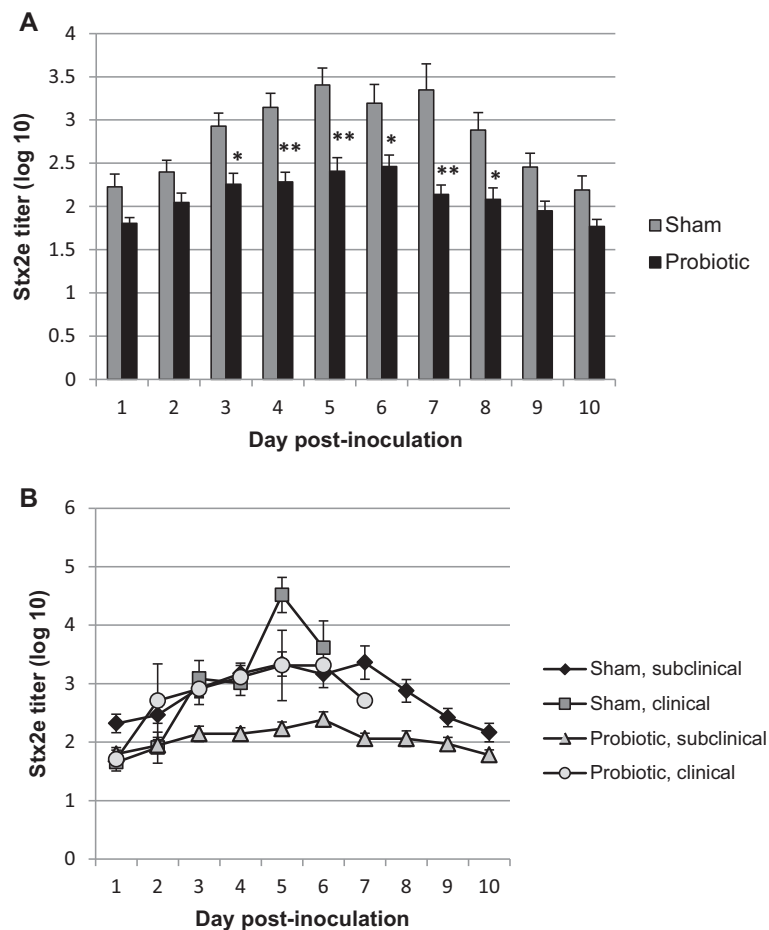 A
Stx2e titer (log 10)
4
3.5
3
2.5
2
1.5
1
0.5
0
* ** ** * ** *
1 2 3 4 5 6 7 8 9 10
Day post-inoculation
Sham
Probiotic
B
Stx2e titer (log 10)
6
5
4
3
2
1
0
1 2 3 4 5 6 7 8 9 10
Day post-inoculation
Sham, subclinical
Sham, clinical
Probiotic, subclinical
Probiotic, clinical